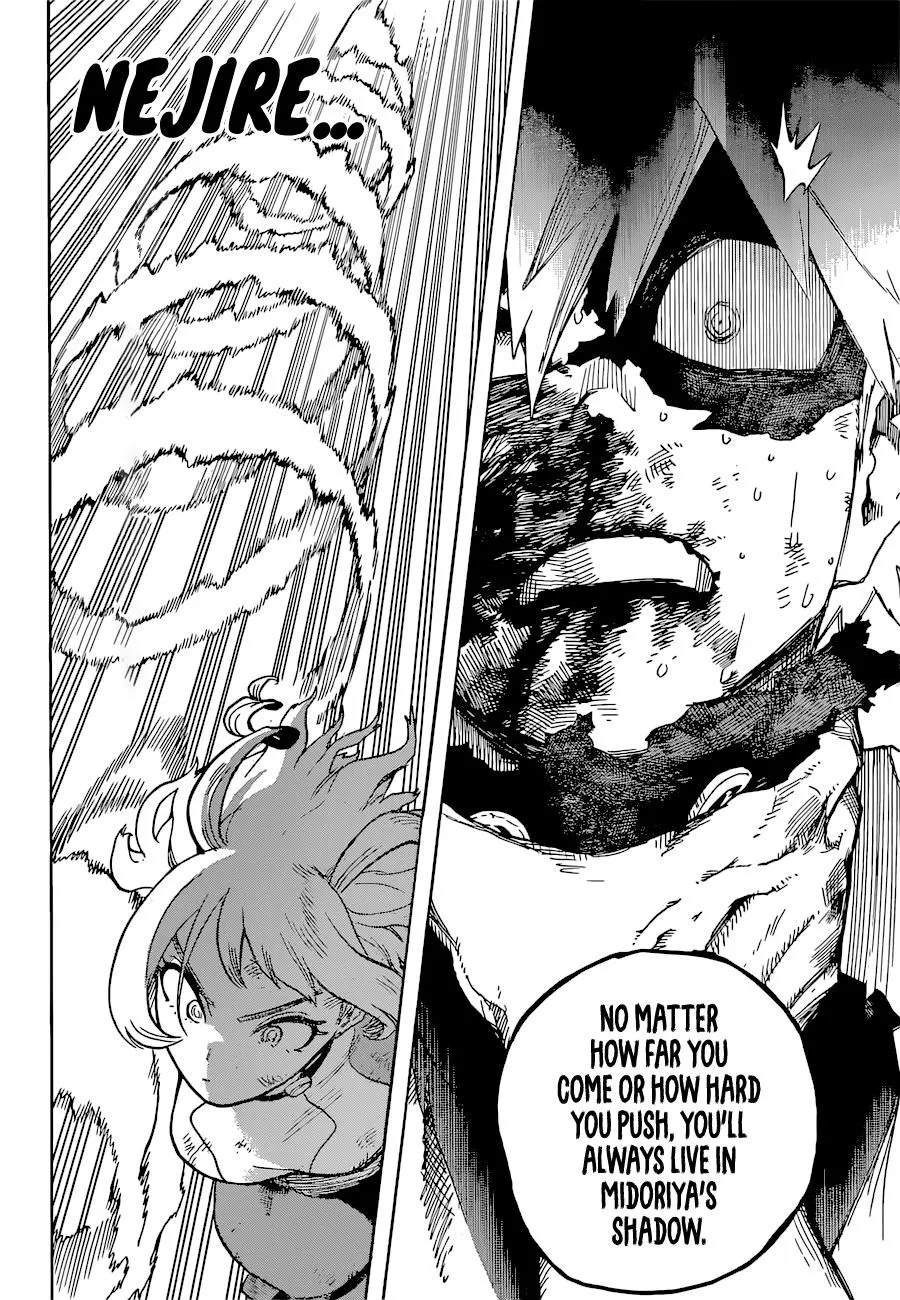 NO MATTER
HOW FAR YOU
COME OR HOW HARD
YOU PUSH, YOU'LL
ALWAYS LIVE IN
MIDORIYA'S
SHADOW.
NEJIRE...